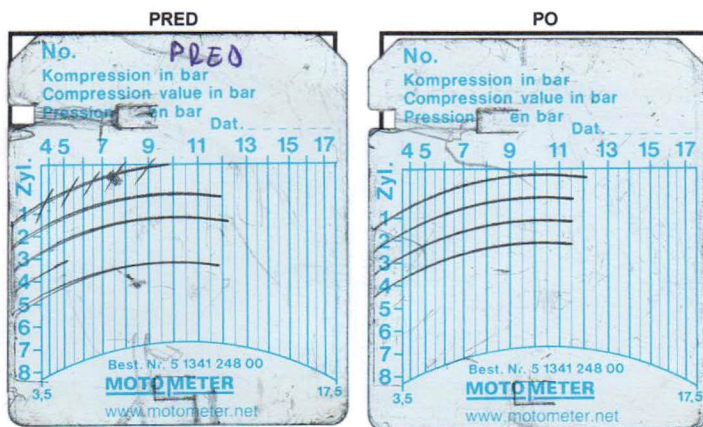 PRED
No. PRED
Kompression in bar
Compression value in bar
Pression en bar
Dat.
4 5 7 9 11 13 15 17
Zyl.
1
2
3
4
5
6
7
8
3,5
17,5
Best. Nr. 5 1341 248 00
MOTOMETER
www.motometer.net
PO
No.
Kompression in bar
Compression value in bar
Pression en bar
Dat.
4 5 7 9 11 13 15 17
Zyl.
1
2
3
4
5
6
7
8
3,5
17,5
Best. Nr. 5 1341 248 00
MOTOMETER
www.motometer.net